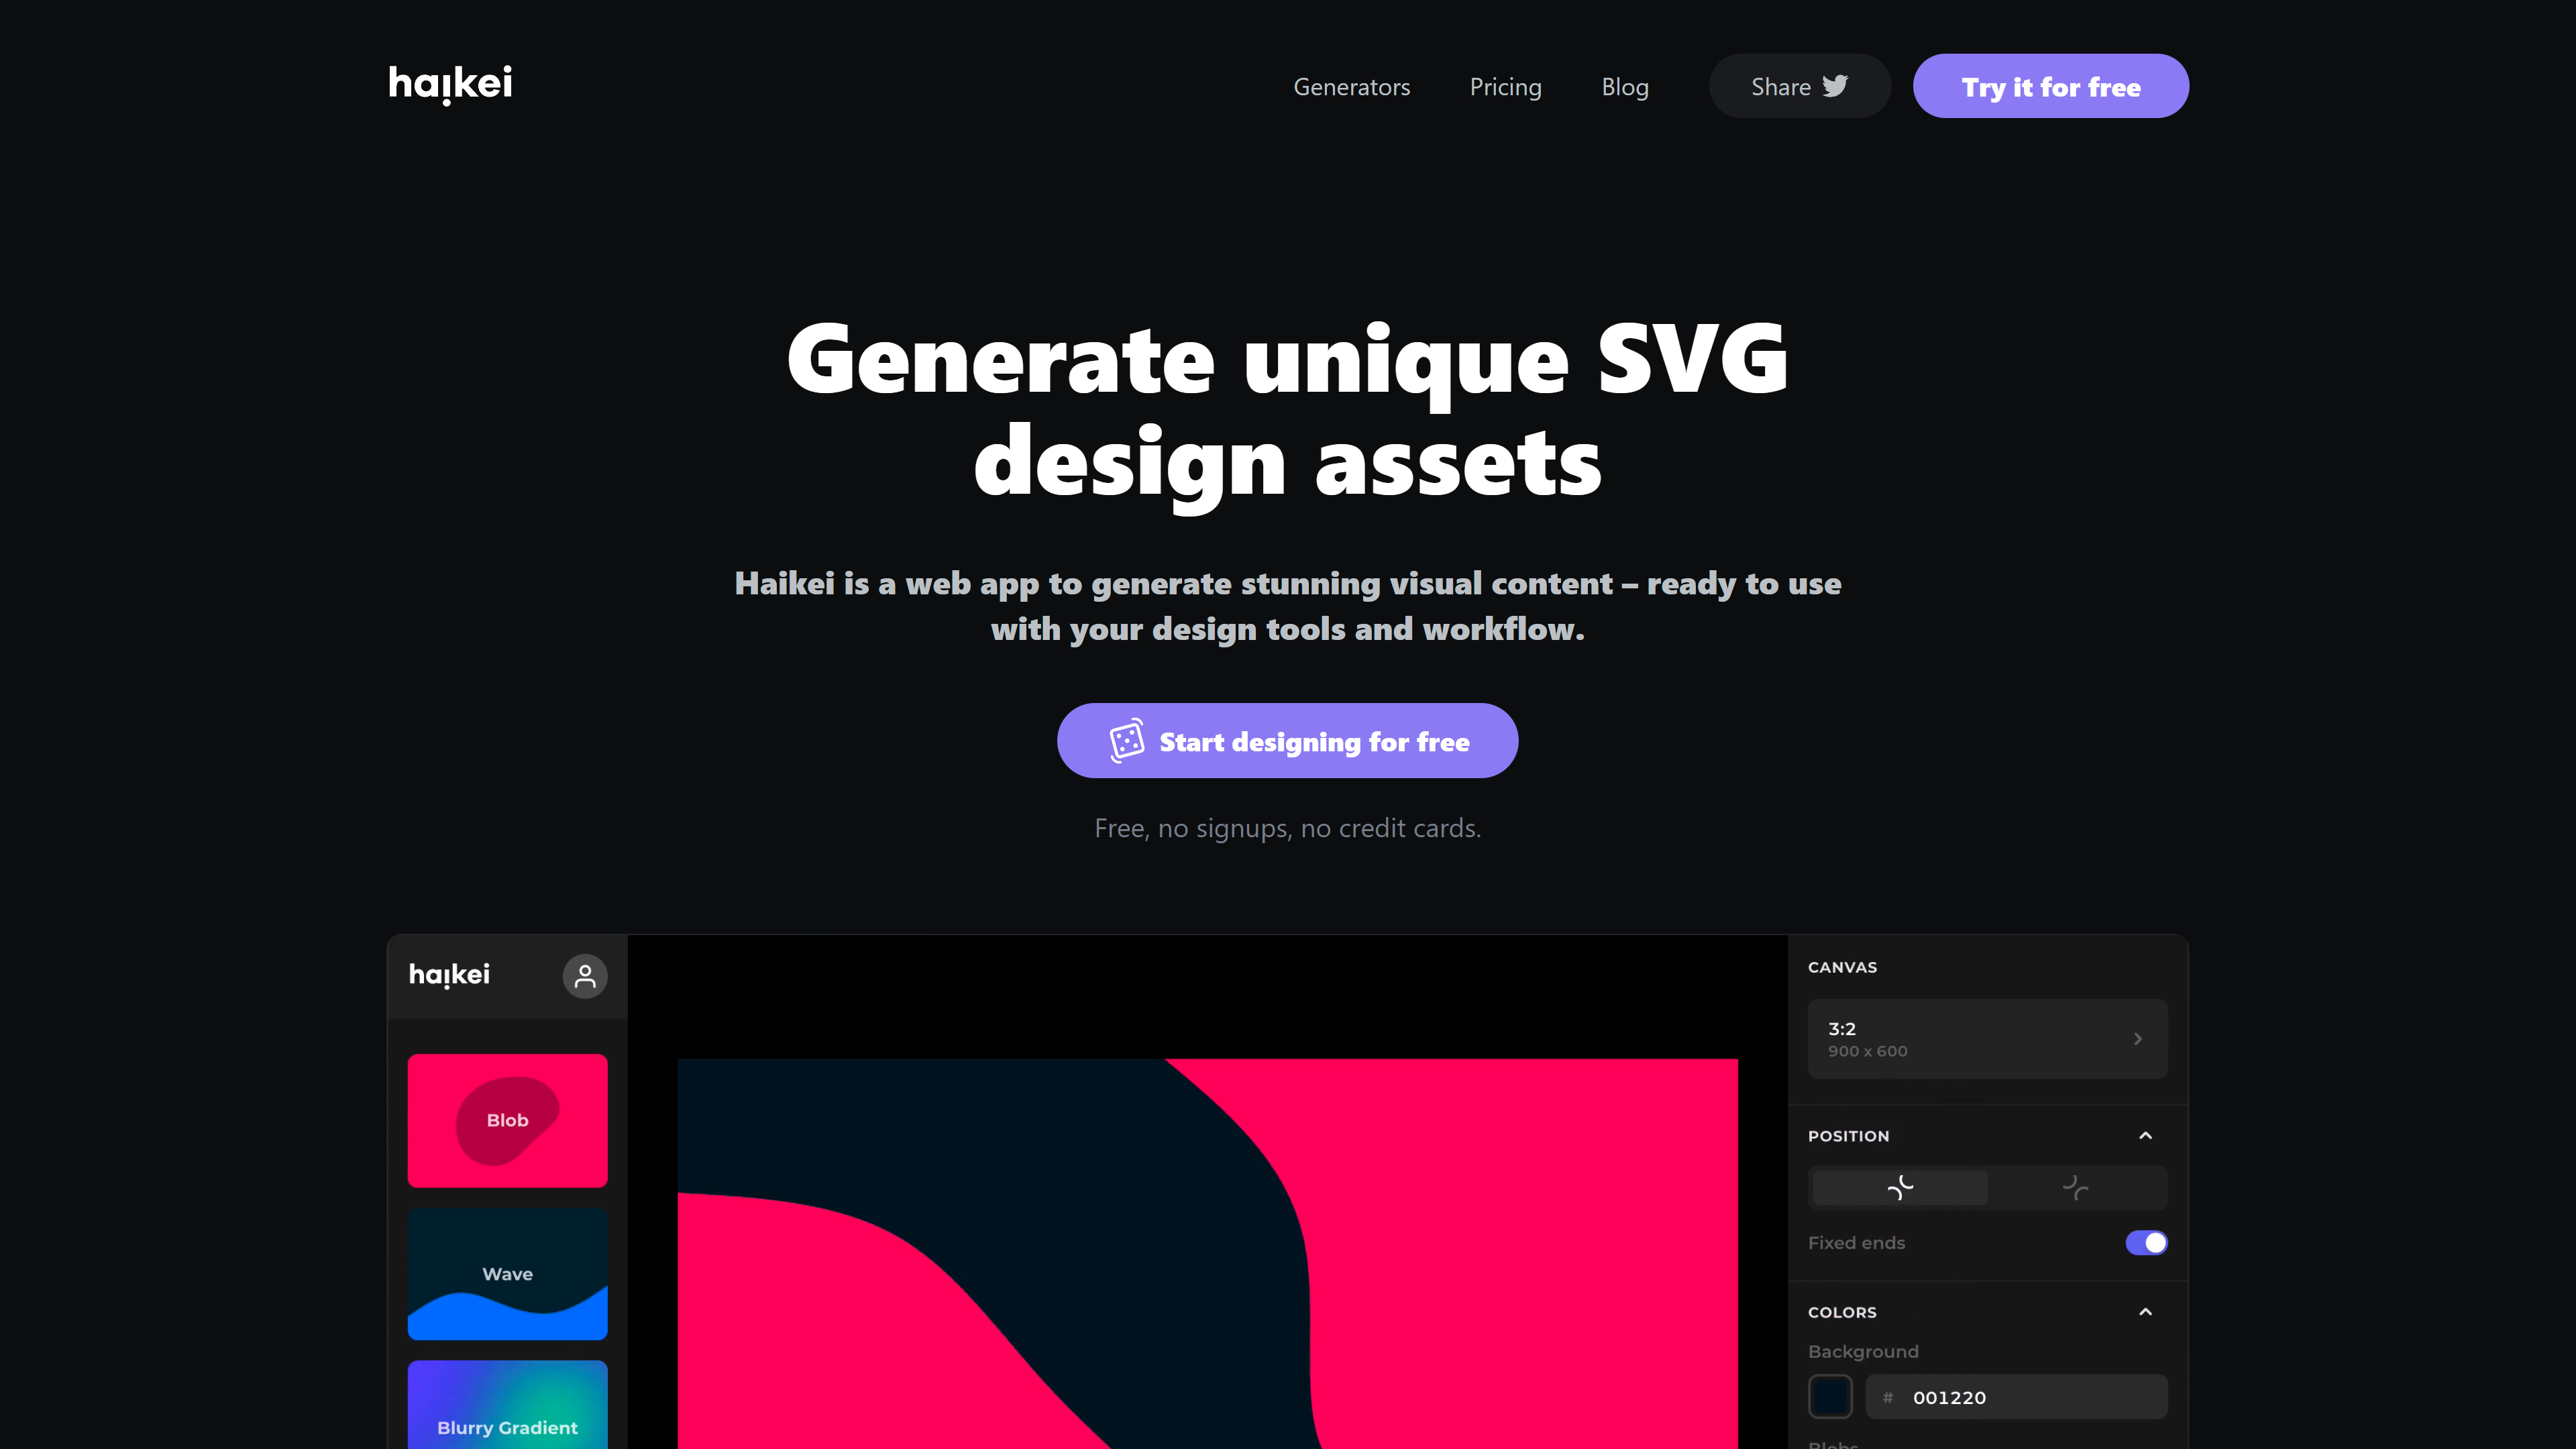 haikei
Generators
Pricing
Blog
Share
Try it for free
Generate unique SVG
design assets
Haikei is a web app to generate stunning visual content – ready to use
with your design tools and workflow.
Start designing for free
Free, no signups, no credit cards.
haikei
Blob
Wave
Blurry Gradient
CANVAS
3:2
900 x 600
POSITION
Fixed ends
COLORS
Background
# 001220